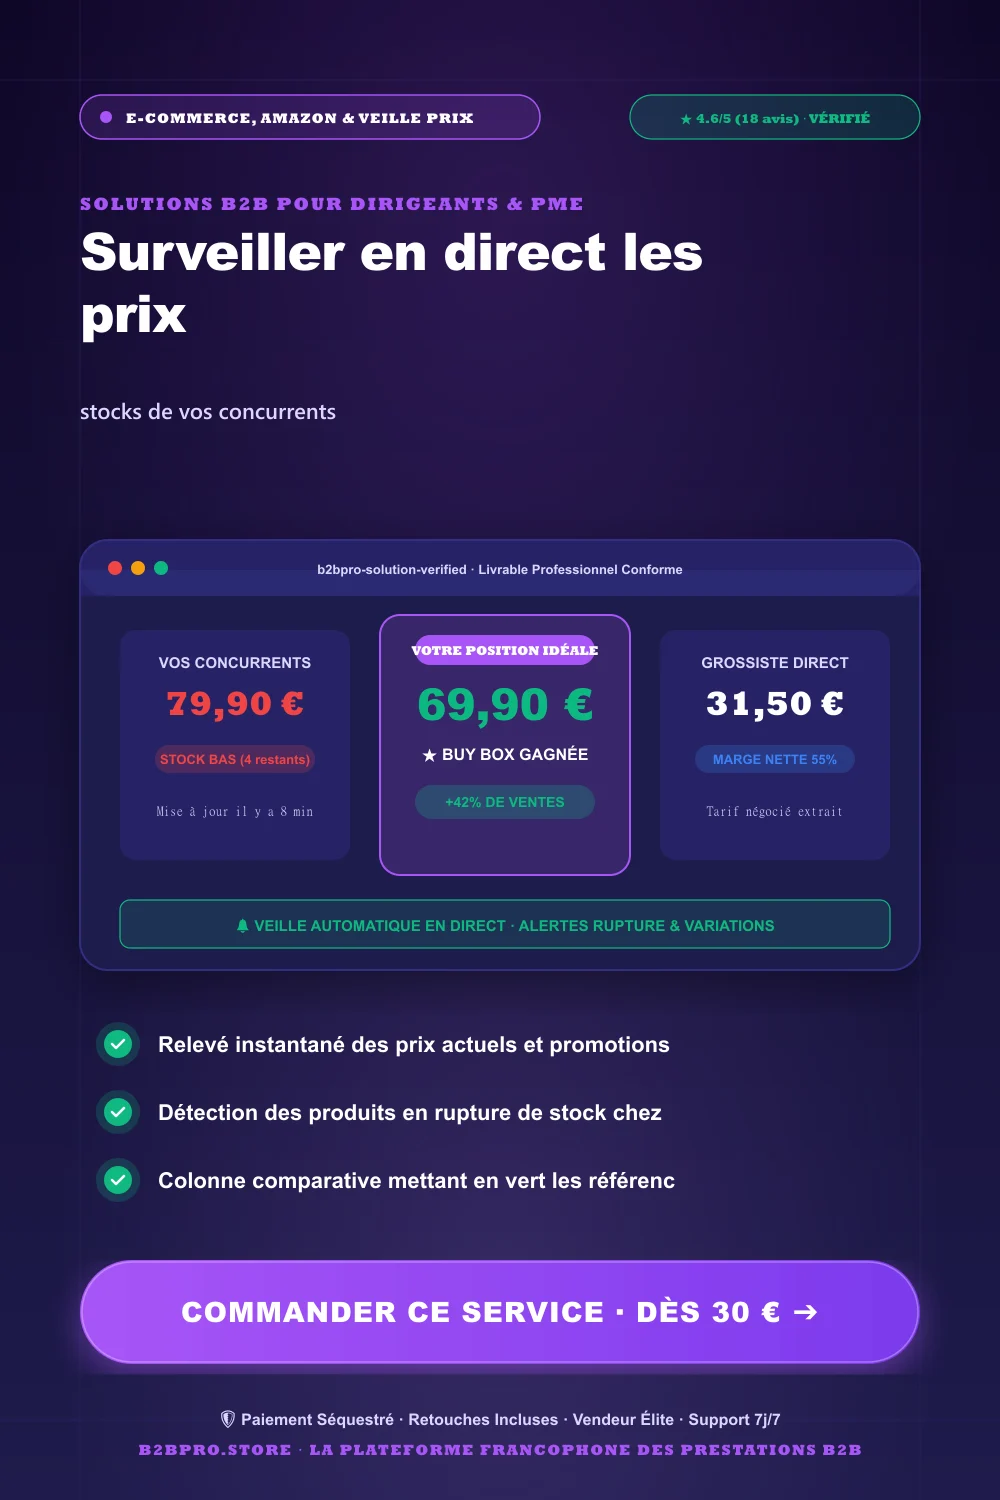 E-COMMERCE, AMAZON & VEILLE PRIX
★ 4.6/5 (18 avis) · VÉRIFIÉ
SOLUTIONS B2B POUR DIRIGEANTS & PME
Surveiller en direct les
prix
stocks de vos concurrents
b2bpro-solution-verified · Livrable Professionnel Conforme
VOS CONCURRENTS
79,90 €
STOCK BAS (4 restants)
Mise à jour il y a 8 min
VOTRE POSITION IDÉALE
69,90 €
★ BUY BOX GAGNÉE
+42% DE VENTES
GROSSISTE DIRECT
31,50 €
MARGE NETTE 55%
Tarif négocié extrait
🔔 VEILLE AUTOMATIQUE EN DIRECT · ALERTES RUPTURE & VARIATIONS
Relevé instantané des prix actuels et promotions
Détection des produits en rupture de stock chez
Colonne comparative mettant en vert les référenc
COMMANDER CE SERVICE · DÈS 30 € ➔
🛡 Paiement Séquestré · Retouches Incluses · Vendeur Élite · Support 7j/7
B2BPRO.STORE · LA PLATEFORME FRANCOPHONE DES PRESTATIONS B2B